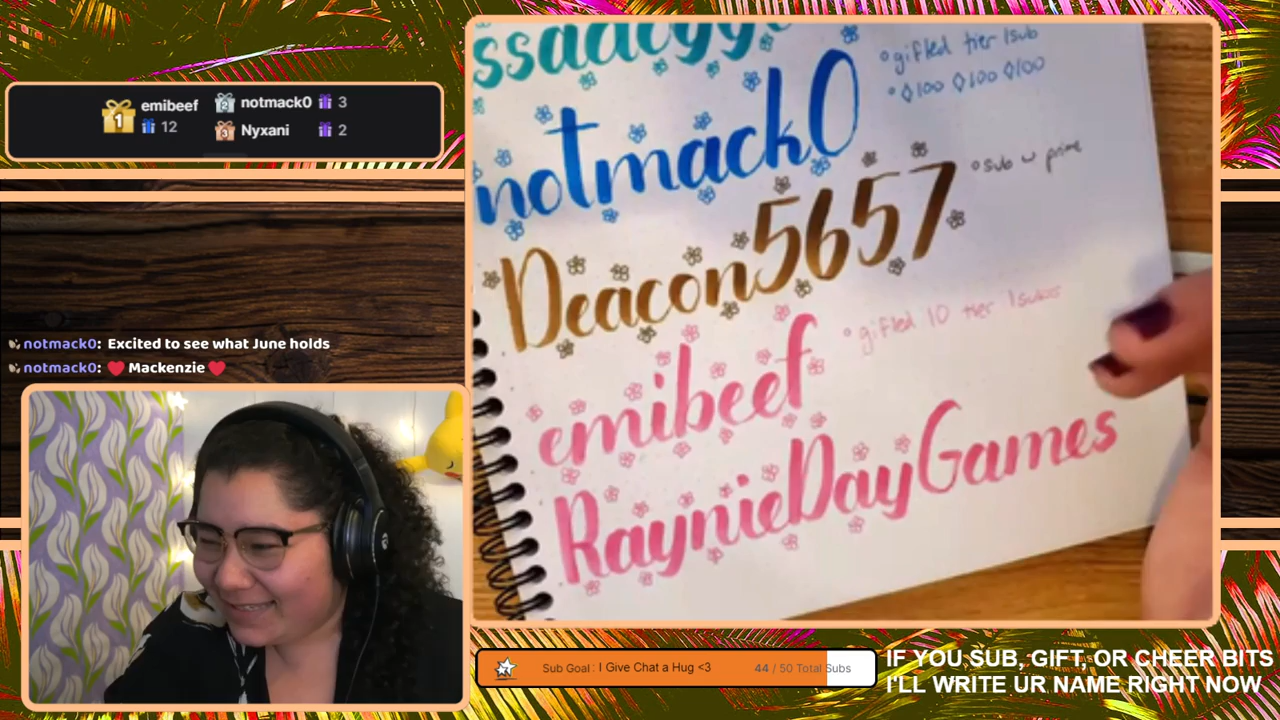 emibeef
12
notmack0 3
Nyxani 2
notmack0: Excited to see what June holds
notmack0: Mackenzie
notmack0
gifted tier 1 sub
100 100 100
Deacon5657
sub w prime
emibeef
gifted 10 tier 1 subs
RaynieDayGames
Sub Goal : I Give Chat a Hug <3 44 / 50 Total Subs
IF YOU SUB, GIFT, OR CHEER BITS
I'LL WRITE UR NAME RIGHT NOW